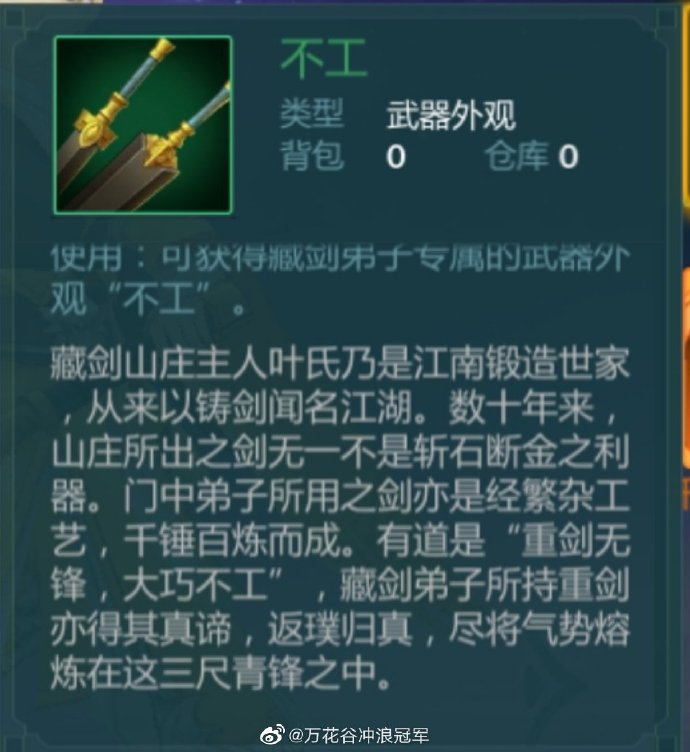 不工
类型 武器外观
背包 0 仓库 0
使用：可获得藏剑弟子专属的武器外
观“不工”。
藏剑山庄主人叶氏乃是江南锻造世家
，从来以铸剑闻名江湖。数十年来，
山庄所出之剑无一不是斩石断金之利
器。门中弟子所用之剑亦是经繁杂工
艺，千锤百炼而成。有道是“重剑无
锋，大巧不工”，藏剑弟子所持重剑
亦得其真谛，返璞归真，尽将气势熔
炼在这三尺青锋之中。
@万花谷冲浪冠军